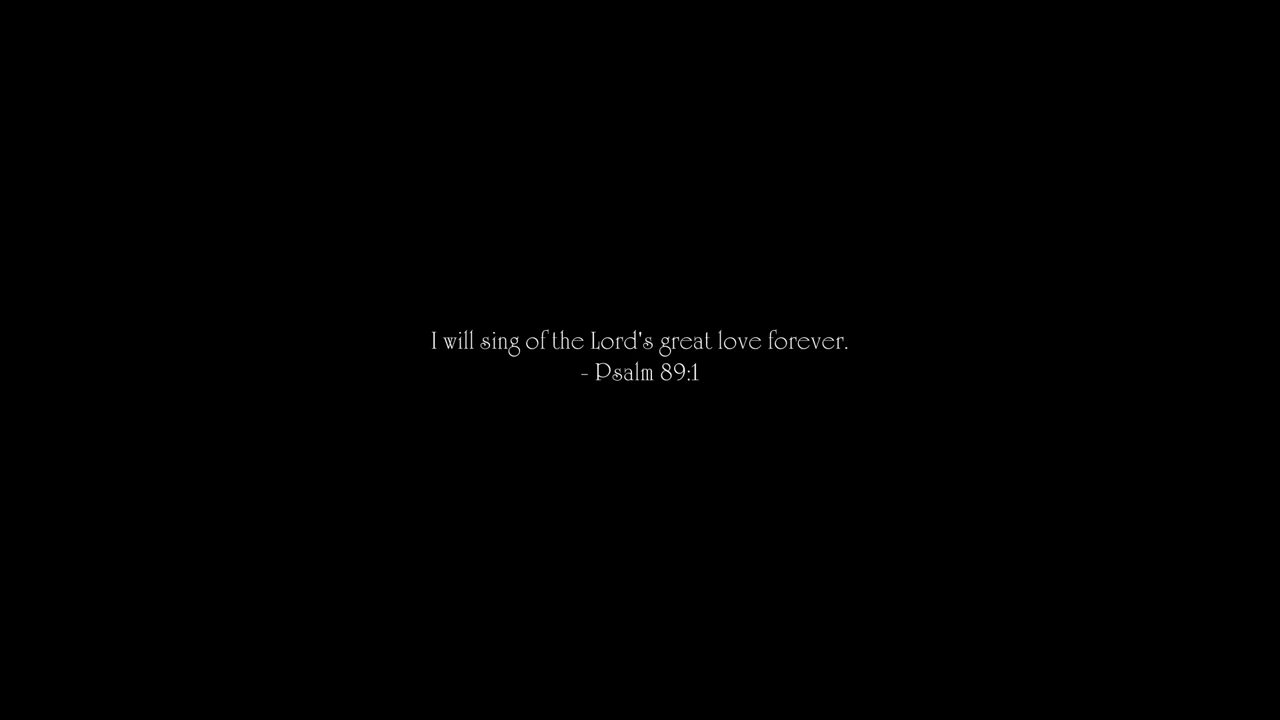 I will sing of the Lord's great love forever.
- Psalm 89:1